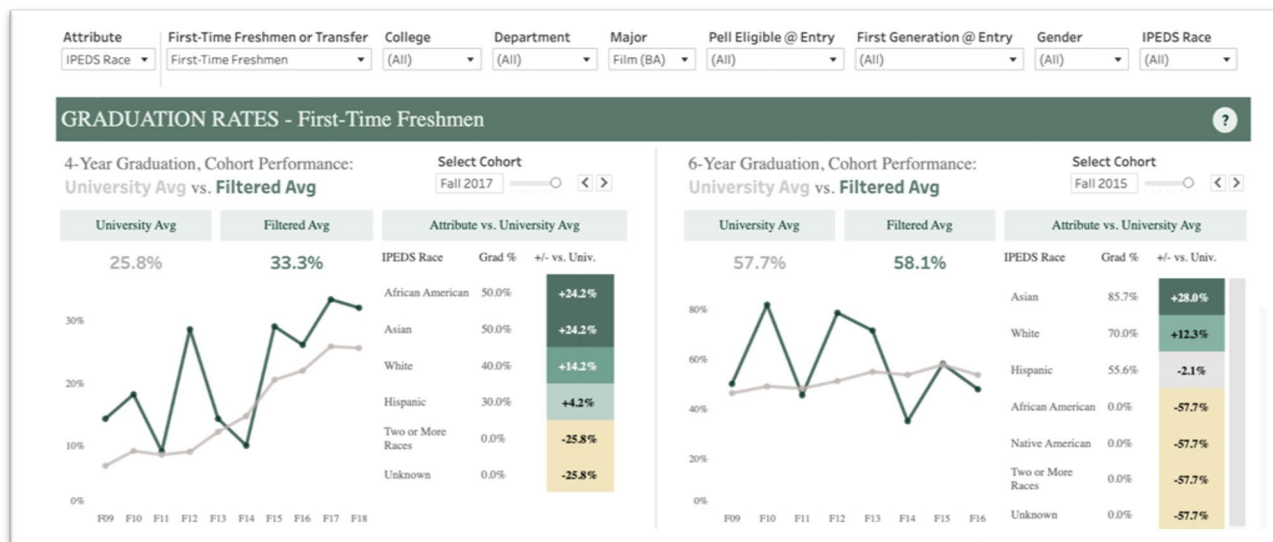 Attribute First-Time Freshmen or Transfer College Department Major Pell Eligible @ Entry First Generation @ Entry Gender IPEDS Race
IPEDS Race First-Time Freshmen (All) (All) Film (BA) (All) (All) (All) (All)
GRADUATION RATES - First-Time Freshmen ?
4-Year Graduation, Cohort Performance:
University Avg vs. Filtered Avg
Select Cohort
Fall 2017
University Avg Filtered Avg Attribute vs. University Avg
25.8% 33.3%
IPEDS Race Grad % +/- vs. Univ.
African American 50.0% +24.2%
Asian 50.0% +24.2%
White 40.0% +14.2%
Hispanic 30.0% +4.2%
Two or More
Races 0.0% -25.8%
Unknown 0.0% -25.8%
30%
20%
10%
0%
F09 F10 F11 F12 F13 F14 F15 F16 F17 F18
6-Year Graduation, Cohort Performance:
University Avg vs. Filtered Avg
Select Cohort
Fall 2015
University Avg Filtered Avg Attribute vs. University Avg
57.7% 58.1%
IPEDS Race Grad % +/- vs. Univ.
Asian 85.7% +28.0%
White 70.0% +12.3%
Hispanic 55.6% -2.1%
African American 0.0% -57.7%
Native American 0.0% -57.7%
Two or More
Races 0.0% -57.7%
Unknown 0.0% -57.7%
80%
60%
40%
20%
0%
F09 F10 F11 F12 F13 F14 F15 F16